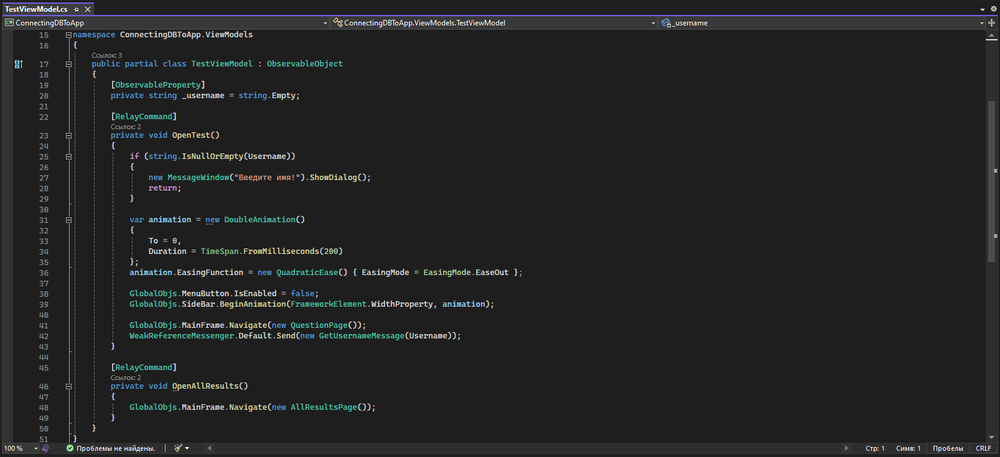 TestViewModel.cs
ConnectingDBToApp ConnectingDBToApp.ViewModels.TestViewModel _username
15 namespace ConnectingDBToApp.ViewModels
16 {
Ссылок: 3
17 public partial class TestViewModel : ObservableObject
18 {
19 [ObservableProperty]
20 private string _username = string.Empty;
21
22 [RelayCommand]
Ссылок: 2
23 private void OpenTest()
24 {
25 if (string.IsNullOrEmpty(Username))
26 {
27 new MessageWindow("Введите имя!").ShowDialog();
28 return;
29 }
30
31 var animation = new DoubleAnimation()
32 {
33 To = 0,
34 Duration = TimeSpan.FromMilliseconds(200)
35 };
36 animation.EasingFunction = new QuadraticEase() { EasingMode = EasingMode.EaseOut };
37
38 GlobalObjs.MenuButton.IsEnabled = false;
39 GlobalObjs.SideBar.BeginAnimation(FrameworkElement.WidthProperty, animation);
40
41 GlobalObjs.MainFrame.Navigate(new QuestionPage());
42 WeakReferenceMessenger.Default.Send(new GetUsernameMessage(Username));
43 }
44
45 [RelayCommand]
Ссылок: 2
46 private void OpenAllResults()
47 {
48 GlobalObjs.MainFrame.Navigate(new AllResultsPage());
49 }
50 }
51 }
100 % Проблемы не найдены. Стр: 1 Симв: 1 Пробелы CRLF